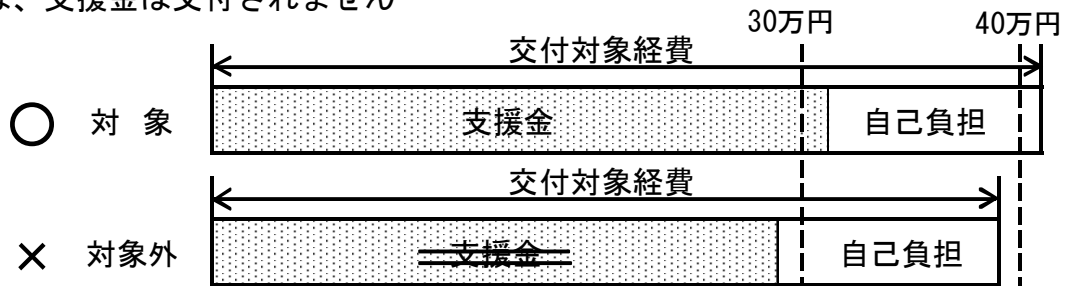 は、支援金は交付されません
30万円 40万円
交付対象経費
○ 対 象 支援金 自己負担
交付対象経費
× 対象外 支援金 自己負担